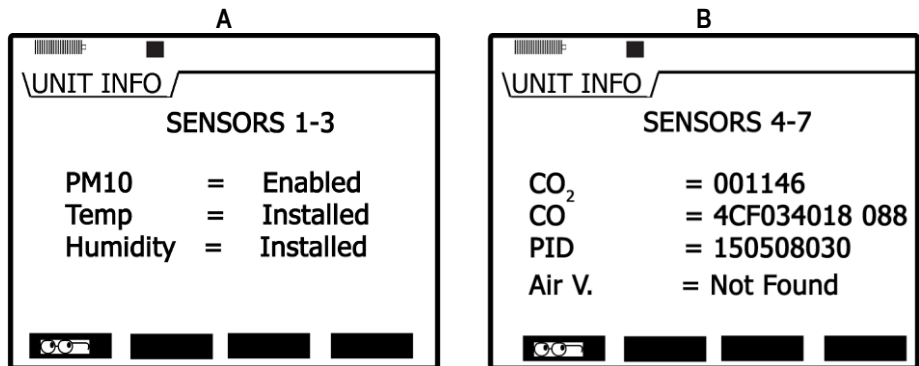 A
UNIT INFO
SENSORS 1-3
PM10 = Enabled
Temp = Installed
Humidity = Installed
B
UNIT INFO
SENSORS 4-7
CO₂ = 001146
CO = 4CF034018 088
PID = 150508030
Air V. = Not Found